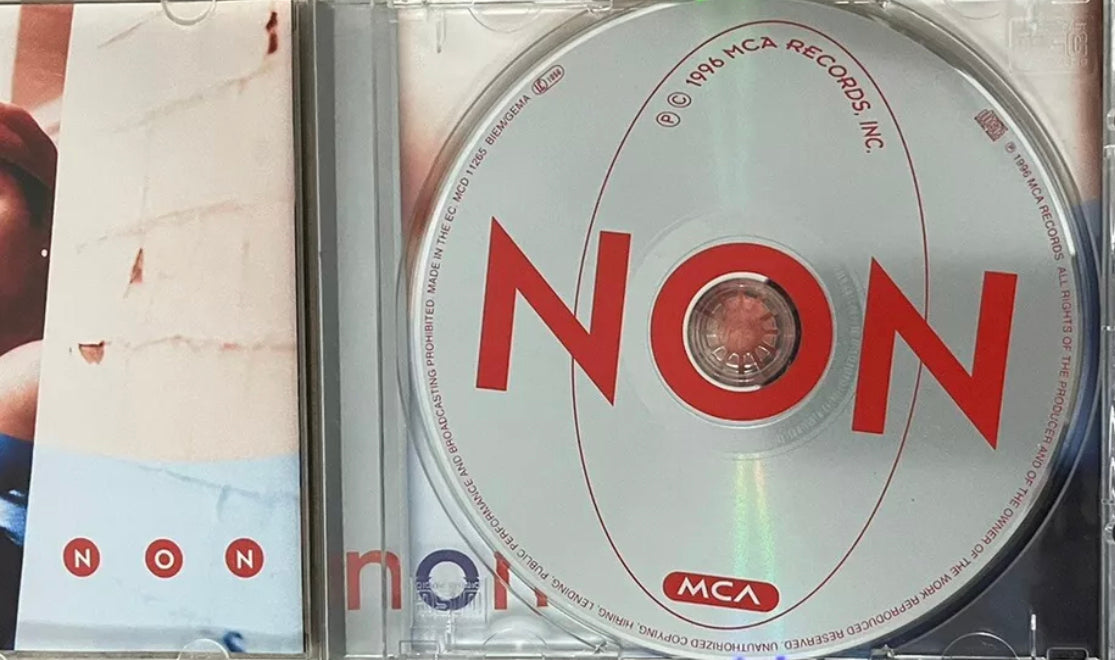 N O N
non
NON
℗ © 1996 MCA RECORDS, INC.
MCA
℗ 1996 MCA RECORDS. ALL RIGHTS OF THE PRODUCER AND OF THE OWNER OF THE WORK REPRODUCED RESERVED. UNAUTHORIZED COPYING, HIRING, LENDING, PUBLIC PERFORMANCE AND BROADCASTING PROHIBITED. MADE IN THE EC. MCD 11265 BIEM/GEMA